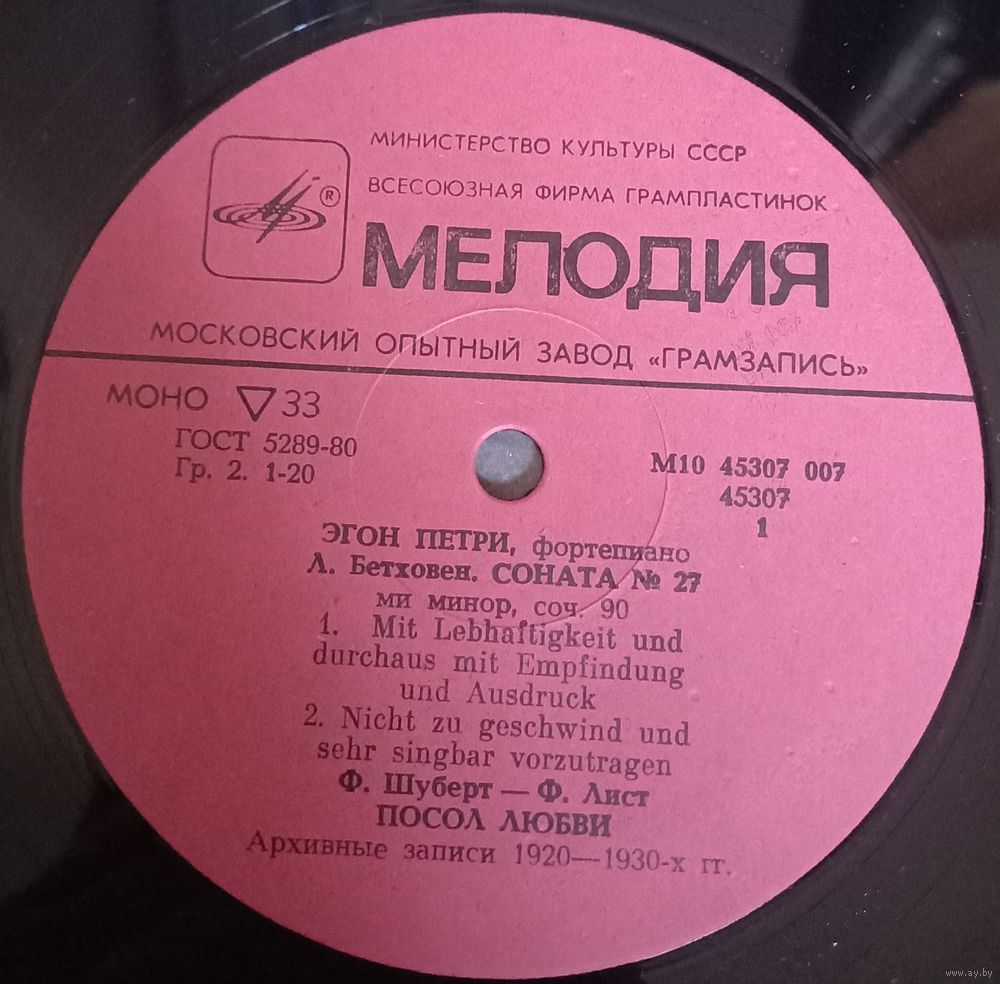 МИНИСТЕРСТВО КУЛЬТУРЫ СССР
ВСЕСОЮЗНАЯ ФИРМА ГРАМПЛАСТИНОК
®
МЕЛОДИЯ
МОСКОВСКИЙ ОПЫТНЫЙ ЗАВОД «ГРАМЗАПИСЬ»
МОНО 33
ГОСТ 5289-80
Гр. 2. 1-20
М10 45307 007
45307
1
ЭГОН ПЕТРИ, фортепиано
Л. Бетховен. СОНАТА № 27
ми минор, соч. 90
1. Mit Lebhaftigkeit und
durchaus mit Empfindung
und Ausdruck
2. Nicht zu geschwind und
sehr singbar vorzutragen
Ф. Шуберт — Ф. Лист
ПОСОЛ ЛЮБВИ
Архивные записи 1920—1930-х гг.
www.ay.by